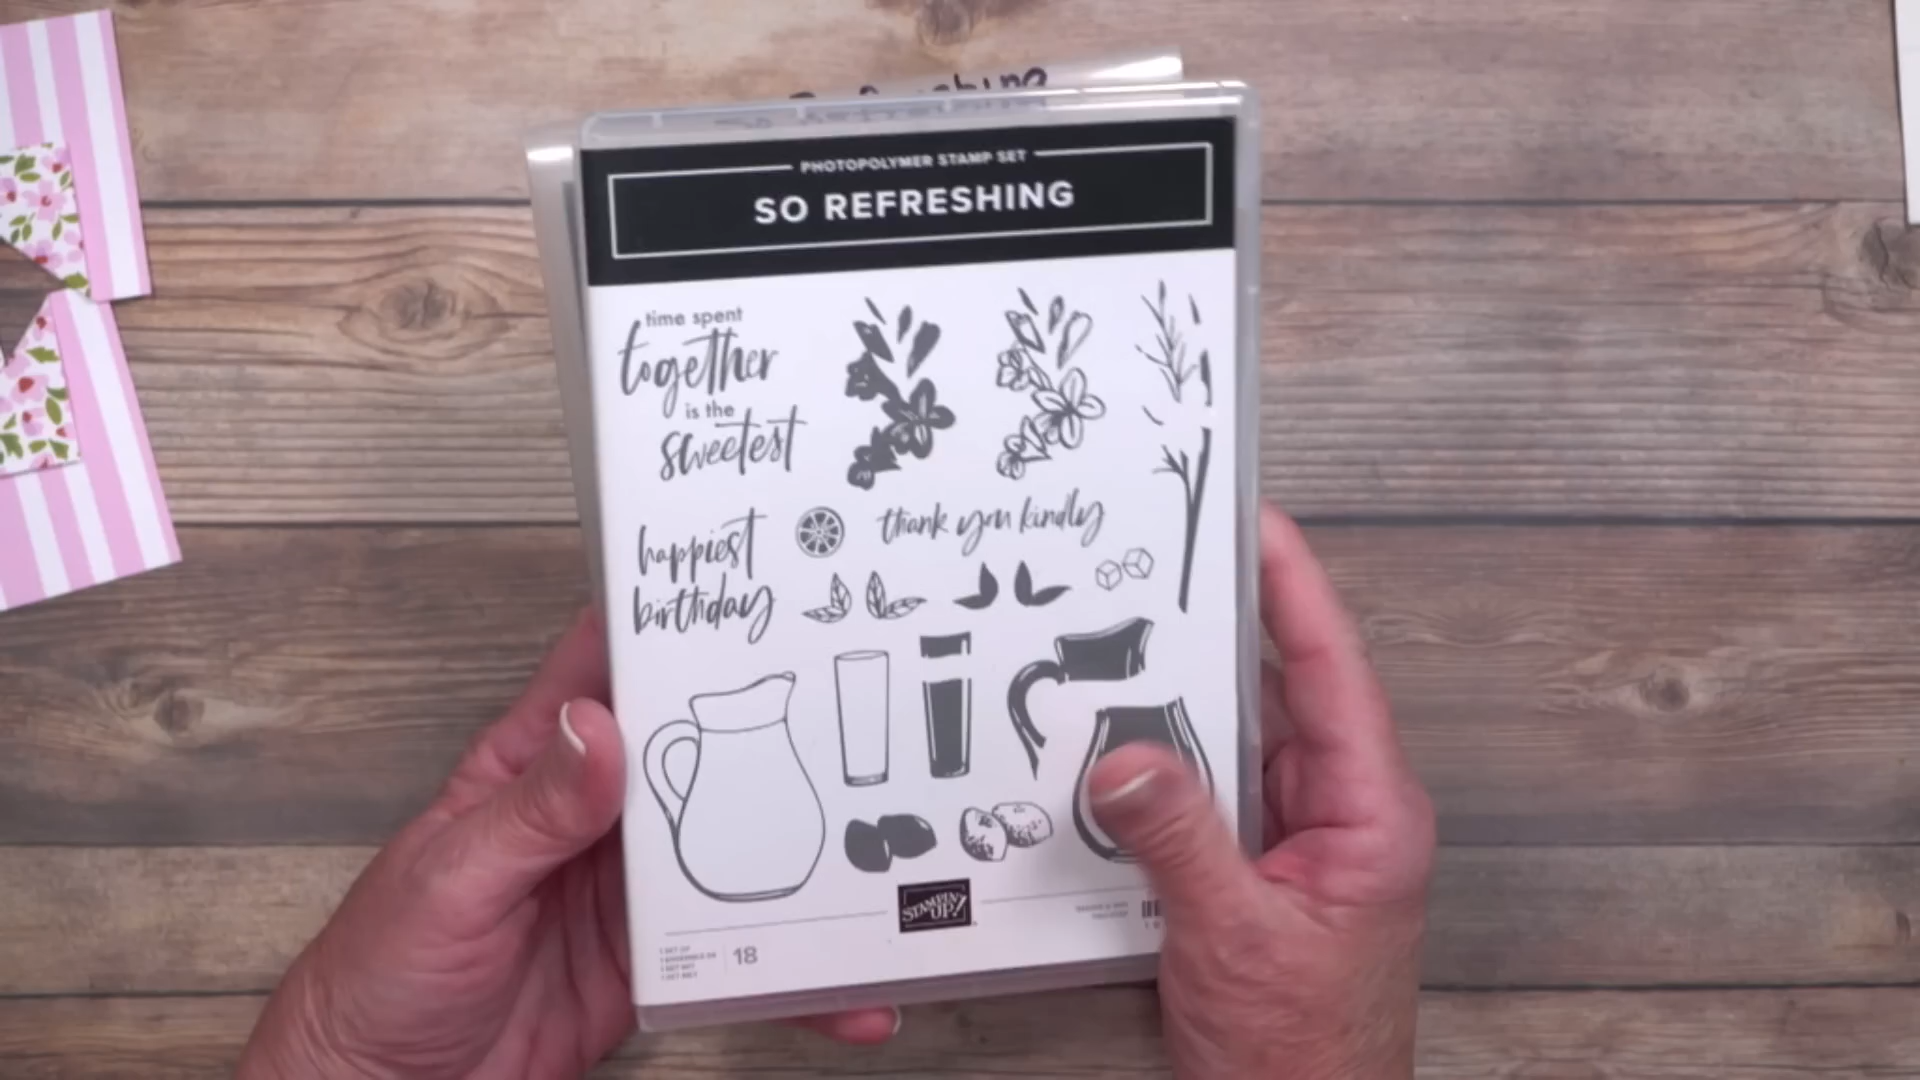 PHOTOPOLYMER STAMP SET
SO REFRESHING
time spent
together
is the
sweetest
happiest
birthday
thank you kindly
STAMPIN' UP!
18